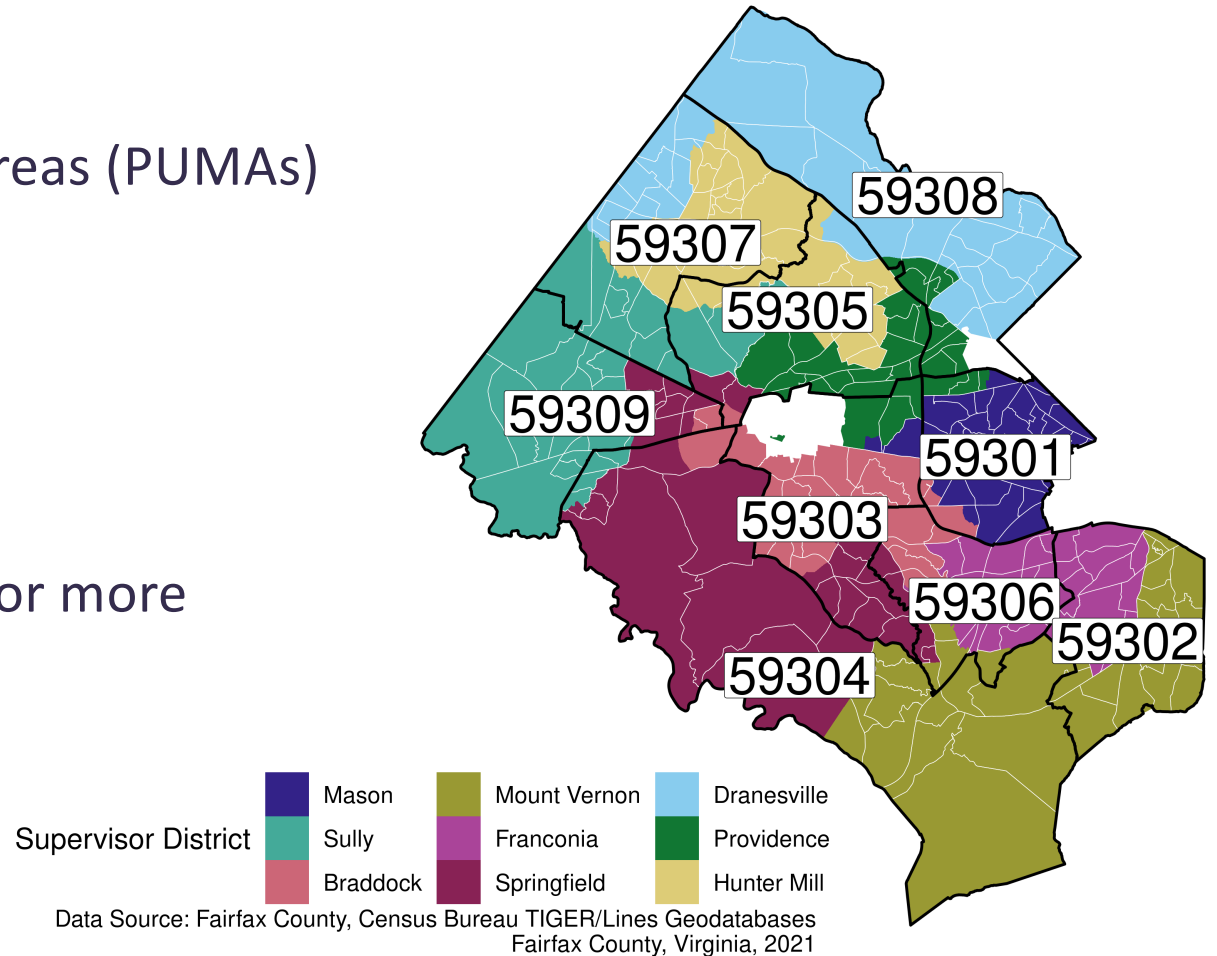 reas (PUMAs)
or more
59308
59307
59305
59309
59301
59303
59306
59302
59304
Supervisor District
Mason
Sully
Braddock
Mount Vernon
Franconia
Springfield
Dranesville
Providence
Hunter Mill
Data Source: Fairfax County, Census Bureau TIGER/Lines Geodatabases
Fairfax County, Virginia, 2021